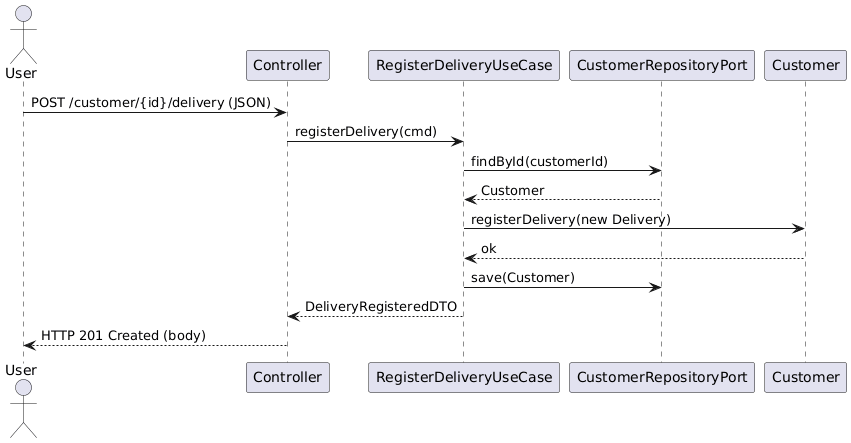 User
Controller
RegisterDeliveryUseCase
CustomerRepositoryPort
Customer
POST /customer/{id}/delivery (JSON)
registerDelivery(cmd)
findById(customerId)
Customer
registerDelivery(new Delivery)
ok
save(Customer)
DeliveryRegisteredDTO
HTTP 201 Created (body)
User
Controller
RegisterDeliveryUseCase
CustomerRepositoryPort
Customer